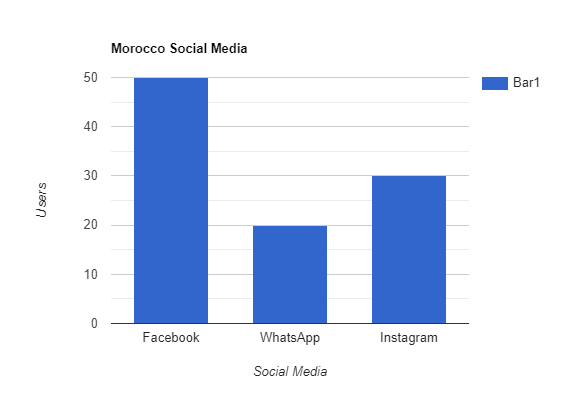 Morocco Social Media
50
40
30
20
10
0
Users
Facebook
WhatsApp
Instagram
Social Media
Bar1